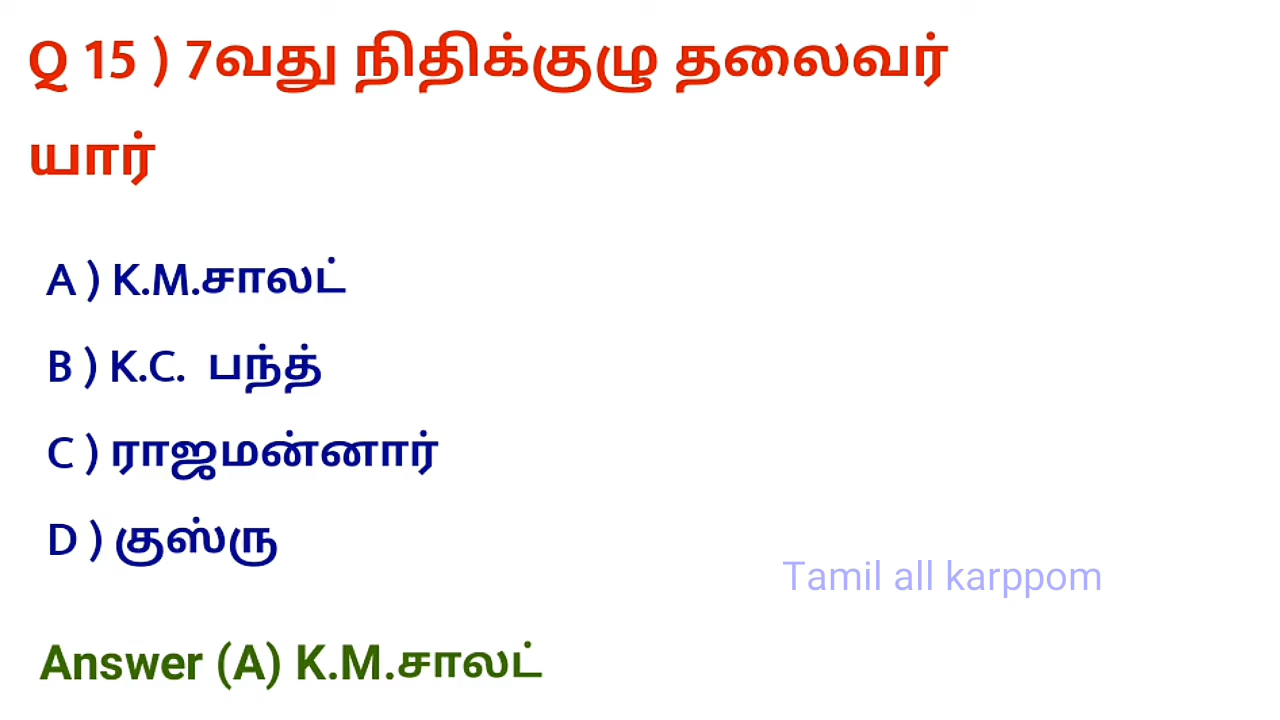 Q 15 ) 7வது நிதிக்குழு தலைவர்
யார்
A ) K.M.சாலட்
B ) K.C. பந்த்
C ) ராஜமன்னார்
D ) குஸ்ரு
Tamil all karppom
Answer (A) K.M.சாலட்